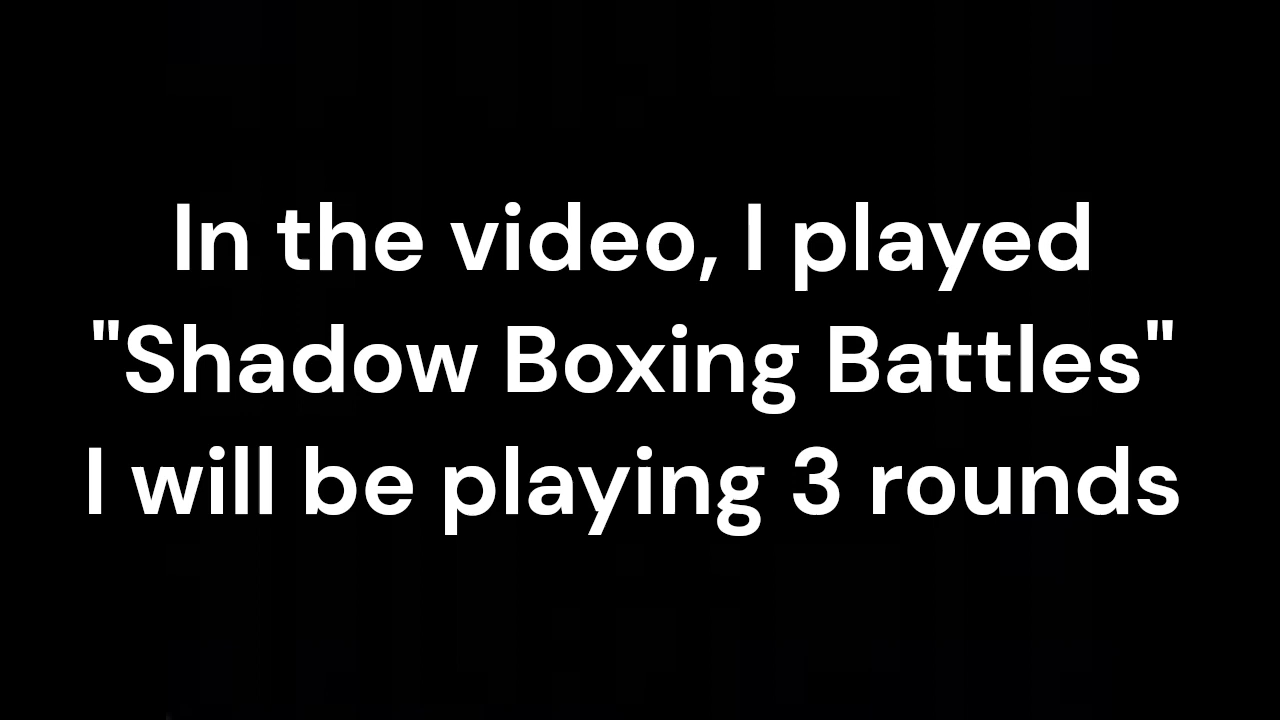 In the video, I played
"Shadow Boxing Battles"
I will be playing 3 rounds